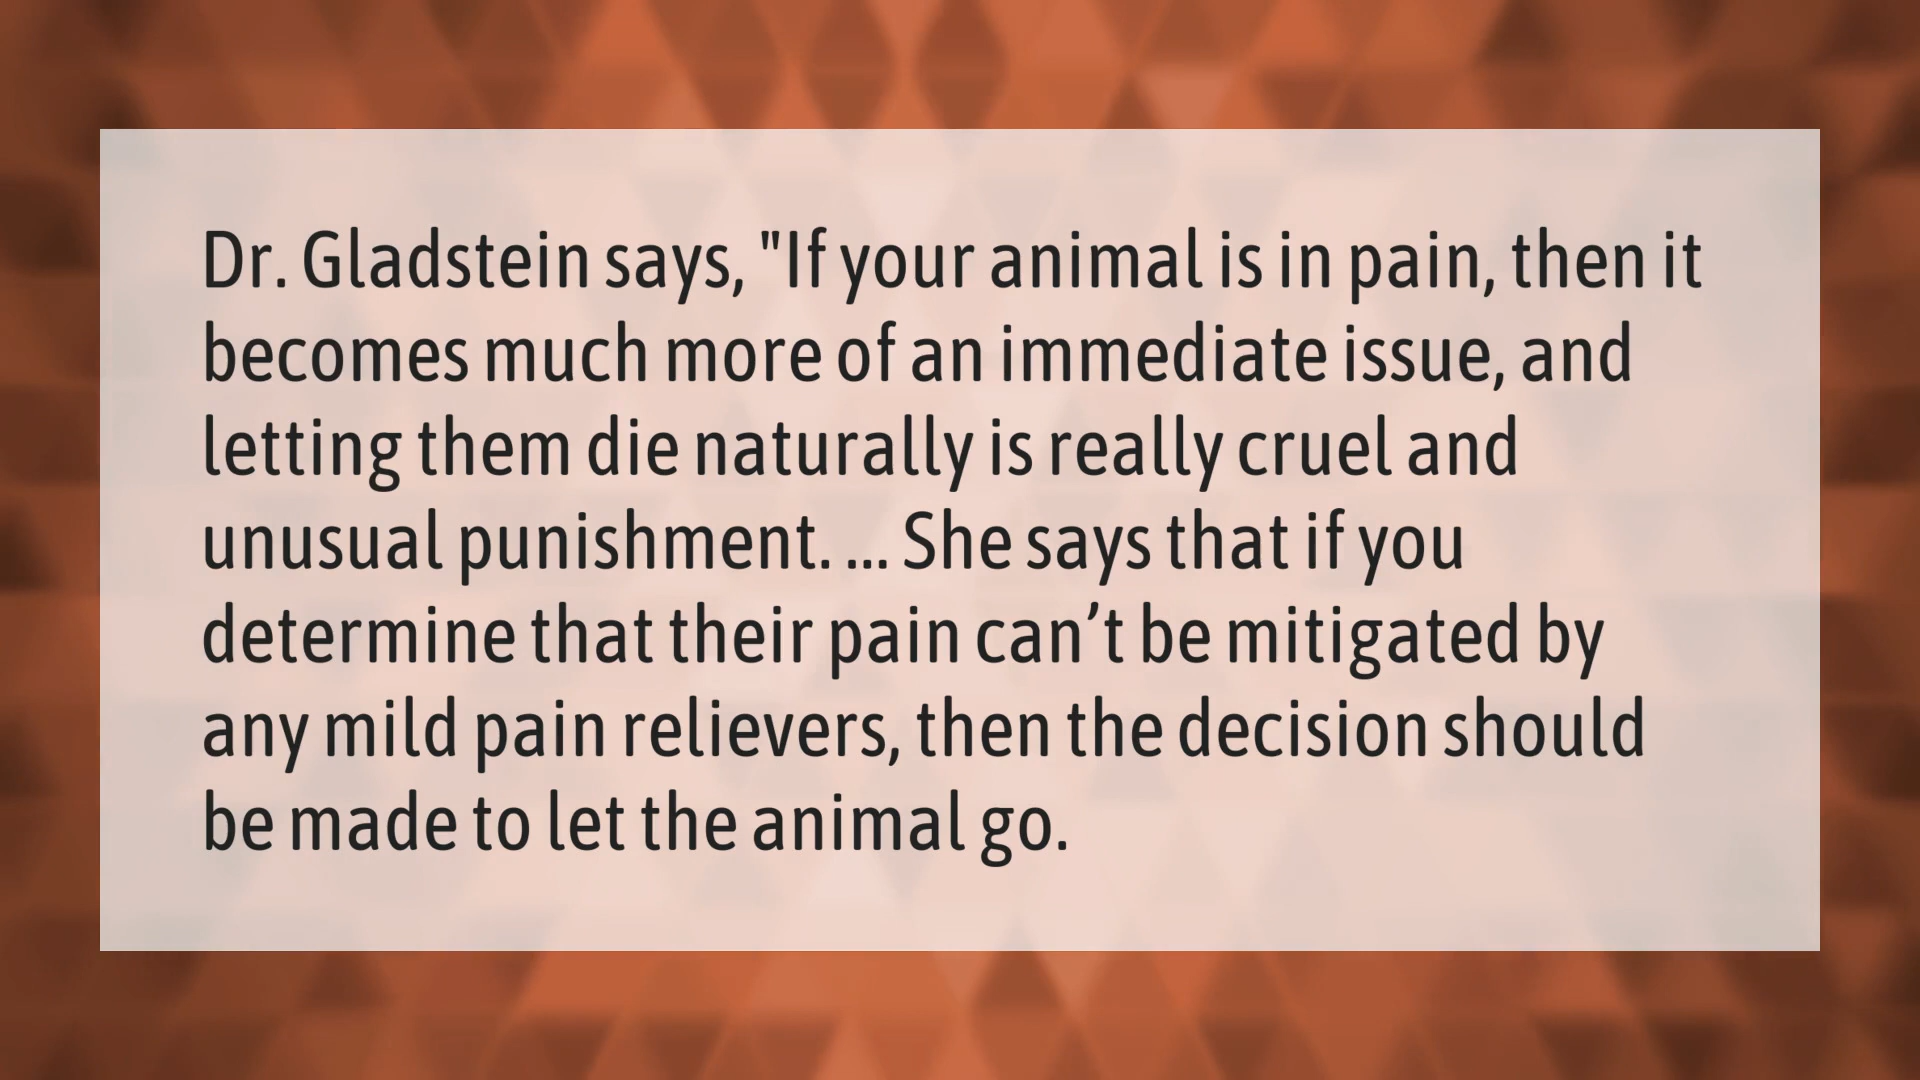 Dr. Gladstein says, "If your animal is in pain, then it
becomes much more of an immediate issue, and
letting them die naturally is really cruel and
unusual punishment. ... She says that if you
determine that their pain can’t be mitigated by
any mild pain relievers, then the decision should
be made to let the animal go.